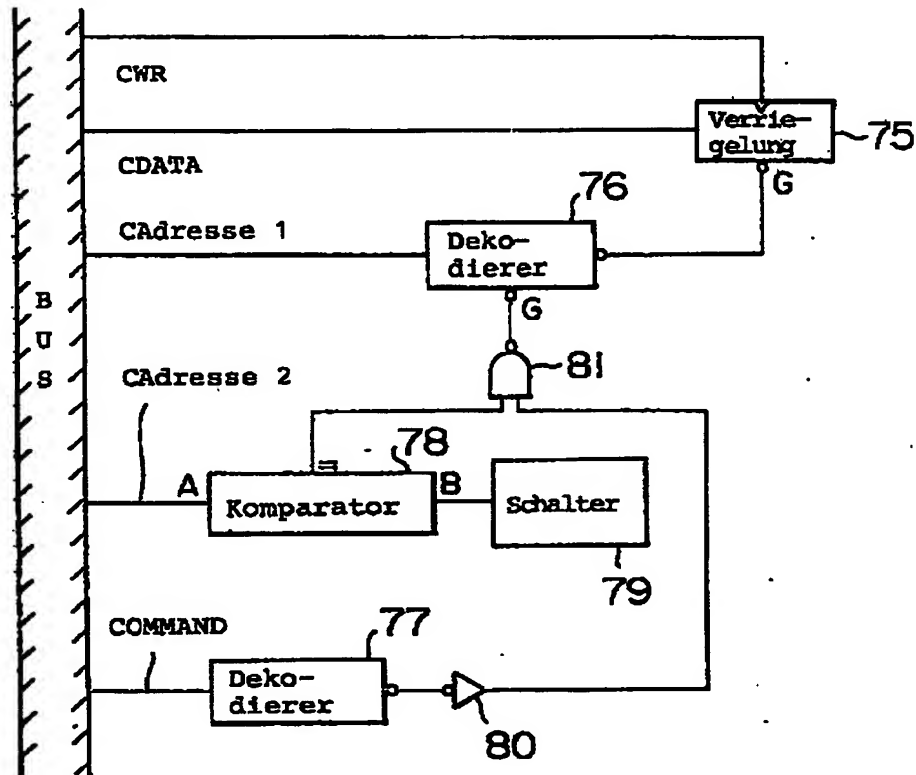 CWR
Verrie-
gelung
75
CDATA
G
76
CAdresse 1
Deko-
dierer
G
B
U
S
81
CAdresse 2
78
=
A
Komparator
B
Schalter
79
COMMAND
77
Deko-
dierer
80